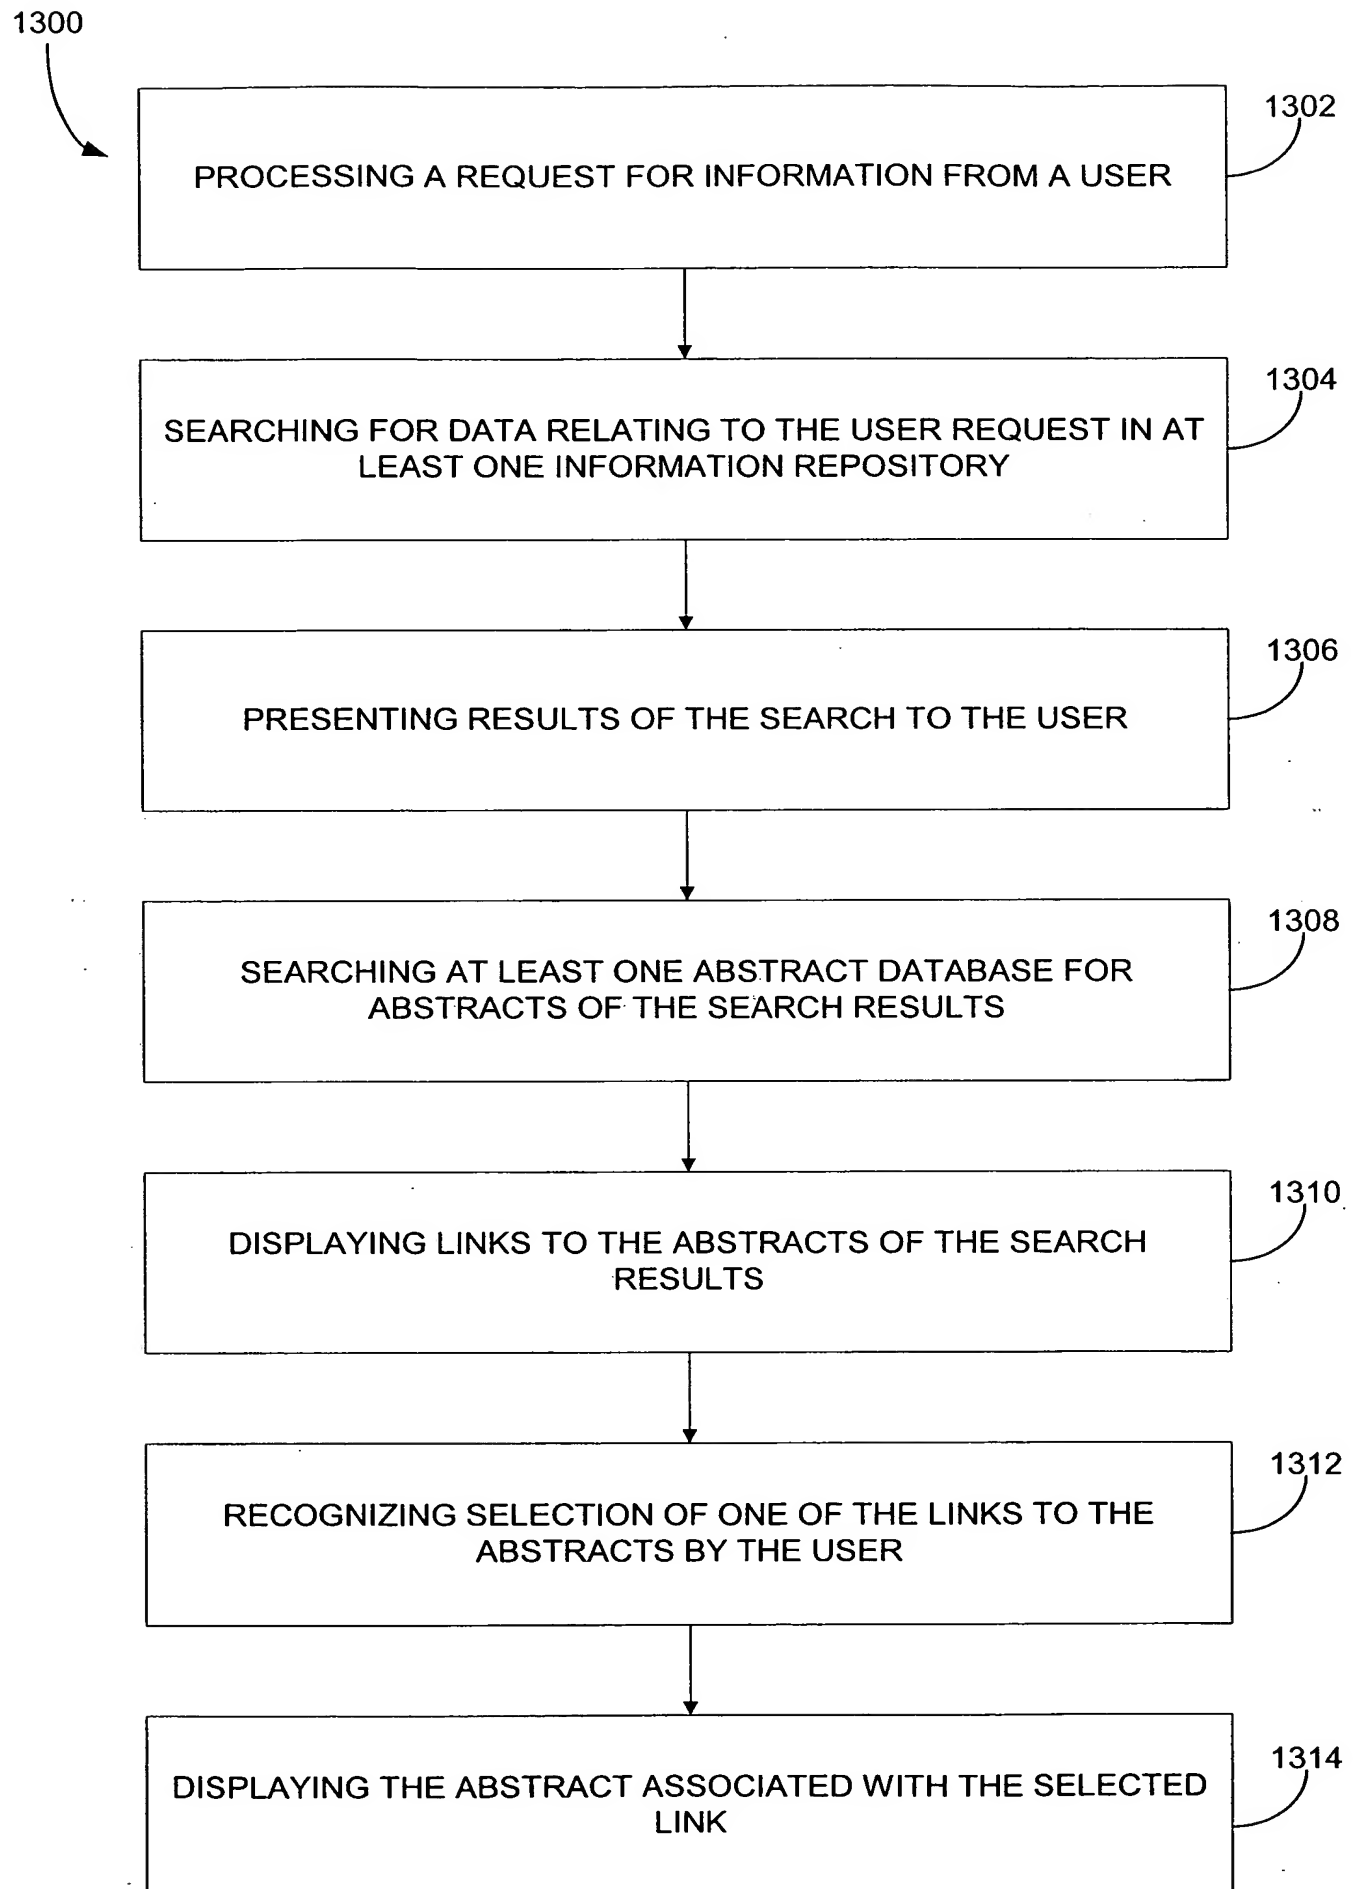 1300
1302
PROCESSING A REQUEST FOR INFORMATION FROM A USER
1304
SEARCHING FOR DATA RELATING TO THE USER REQUEST IN AT
LEAST ONE INFORMATION REPOSITORY
1306
PRESENTING RESULTS OF THE SEARCH TO THE USER
1308
SEARCHING AT LEAST ONE ABSTRACT DATABASE FOR
ABSTRACTS OF THE SEARCH RESULTS
1310
DISPLAYING LINKS TO THE ABSTRACTS OF THE SEARCH
RESULTS
1312
RECOGNIZING SELECTION OF ONE OF THE LINKS TO THE
ABSTRACTS BY THE USER
1314
DISPLAYING THE ABSTRACT ASSOCIATED WITH THE SELECTED
LINK